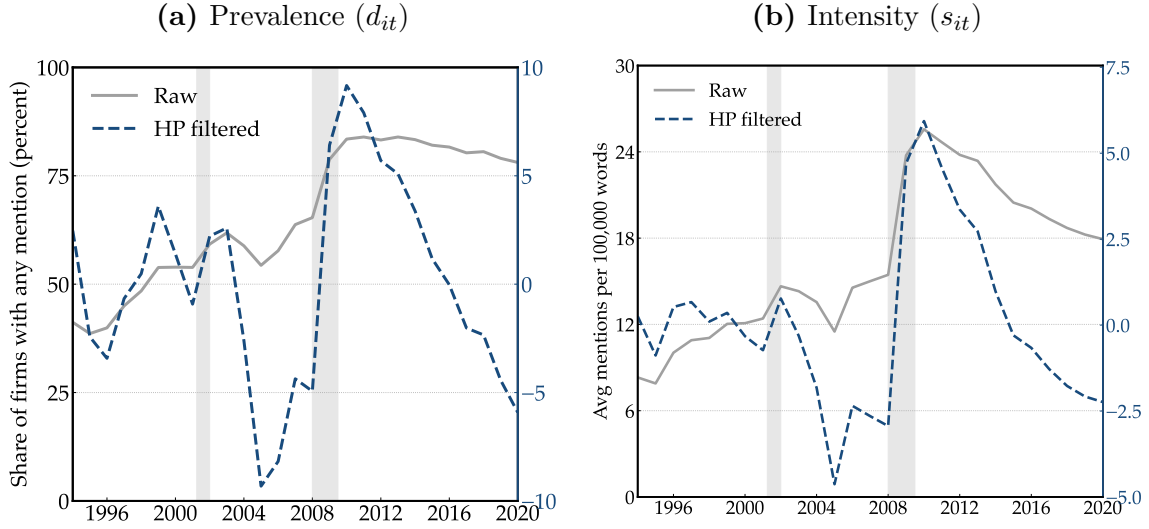 (a) Prevalence (d_it)
100
75
50
25
0
Share of firms with any mention (percent)
Raw
HP filtered
10
5
0
−5
−10
1996 2000 2004 2008 2012 2016 2020
(b) Intensity (s_it)
30
24
18
12
6
0
Avg mentions per 100,000 words
Raw
HP filtered
7.5
5.0
2.5
0.0
−2.5
−5.0
1996 2000 2004 2008 2012 2016 2020